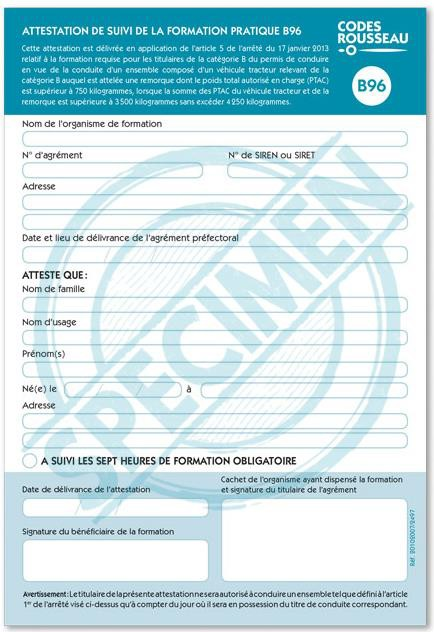 ATTESTATION DE SUIVI DE LA FORMATION PRATIQUE B96
CODES
ROUSSEAU
Cette attestation est délivrée en application de l'article 5 de l'arrêté du 17 janvier 2013
relatif à la formation requise pour les titulaires de la catégorie B du permis de conduire
en vue de la conduite d'un ensemble composé d'un véhicule tracteur relevant de la
catégorie B auquel est attelée une remorque dont le poids total autorisé en charge (PTAC)
est supérieur à 750 kilogrammes, lorsque la somme des PTAC du véhicule tracteur et de la
remorque est supérieure à 3 500 kilogrammes sans excéder 4 250 kilogrammes.
B96
Nom de l'organisme de formation
N° d'agrément
N° de SIREN ou SIRET
Adresse
Date et lieu de délivrance de l'agrément préfectoral
SPECIMEN
ATTESTE QUE :
Nom de famille
Nom d'usage
Prénom(s)
Né(e) le
à
Adresse
A SUIVI LES SEPT HEURES DE FORMATION OBLIGATOIRE
Date de délivrance de l'attestation
Cachet de l'organisme ayant dispensé la formation
et signature du titulaire de l'agrément
Signature du bénéficiaire de la formation
Avertissement : Le titulaire de la présente attestation ne sera autorisé à conduire un ensemble tel que défini à l'article
1er de l'arrêté visé ci-dessus qu'à compter du jour où il sera en possession du titre de conduite correspondant.